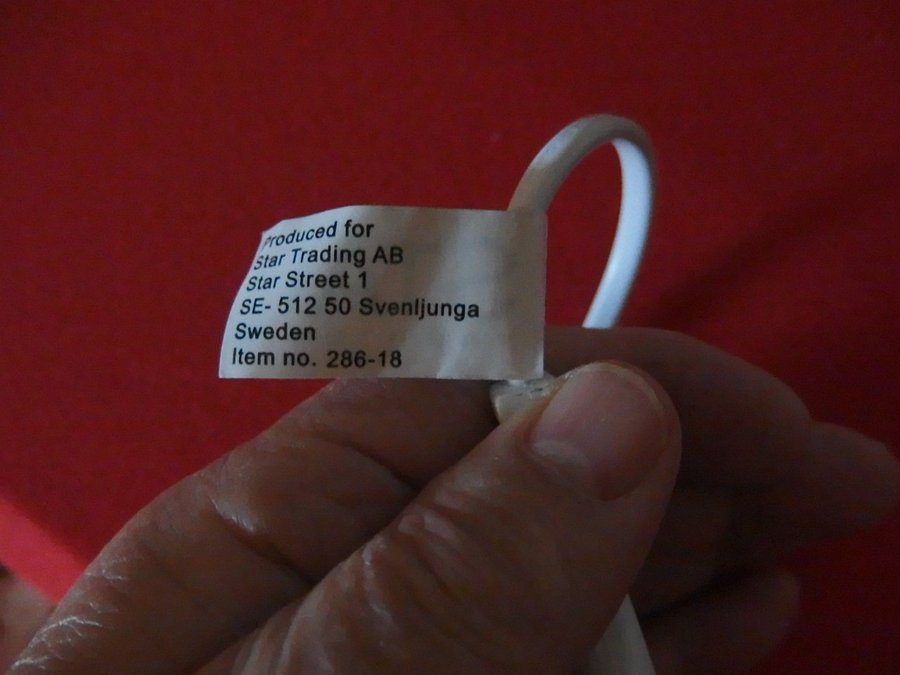 Produced for
Star Trading AB
Star Street 1
SE- 512 50 Svenljunga
Sweden
Item no. 286-18